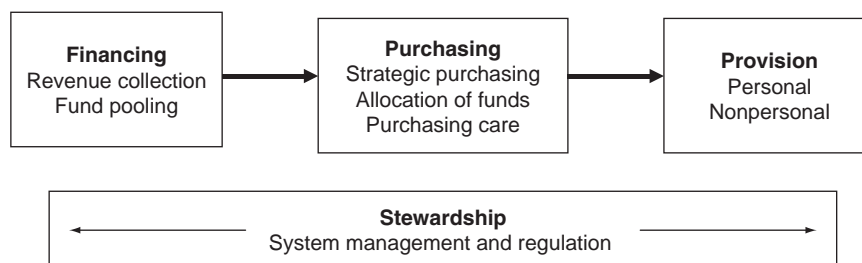 Financing
Revenue collection
Fund pooling
Purchasing
Strategic purchasing
Allocation of funds
Purchasing care
Provision
Personal
Nonpersonal
Stewardship
System management and regulation